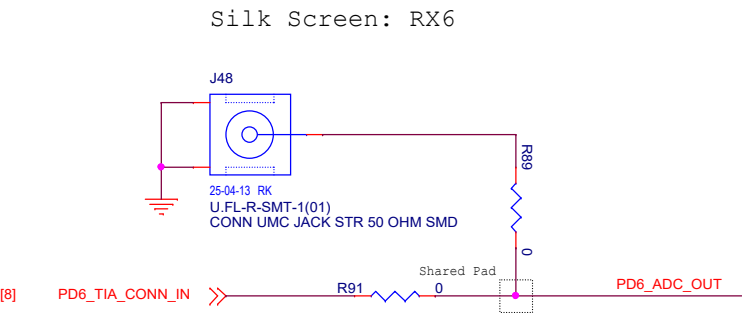 Silk Screen: RX6
J48
R89
25-04-13 RK
U.FL-R-SMT-1(01)
CONN UMC JACK STR 50 OHM SMD
0
Shared Pad
[8]
PD6_TIA_CONN_IN
R91
0
PD6_ADC_OUT